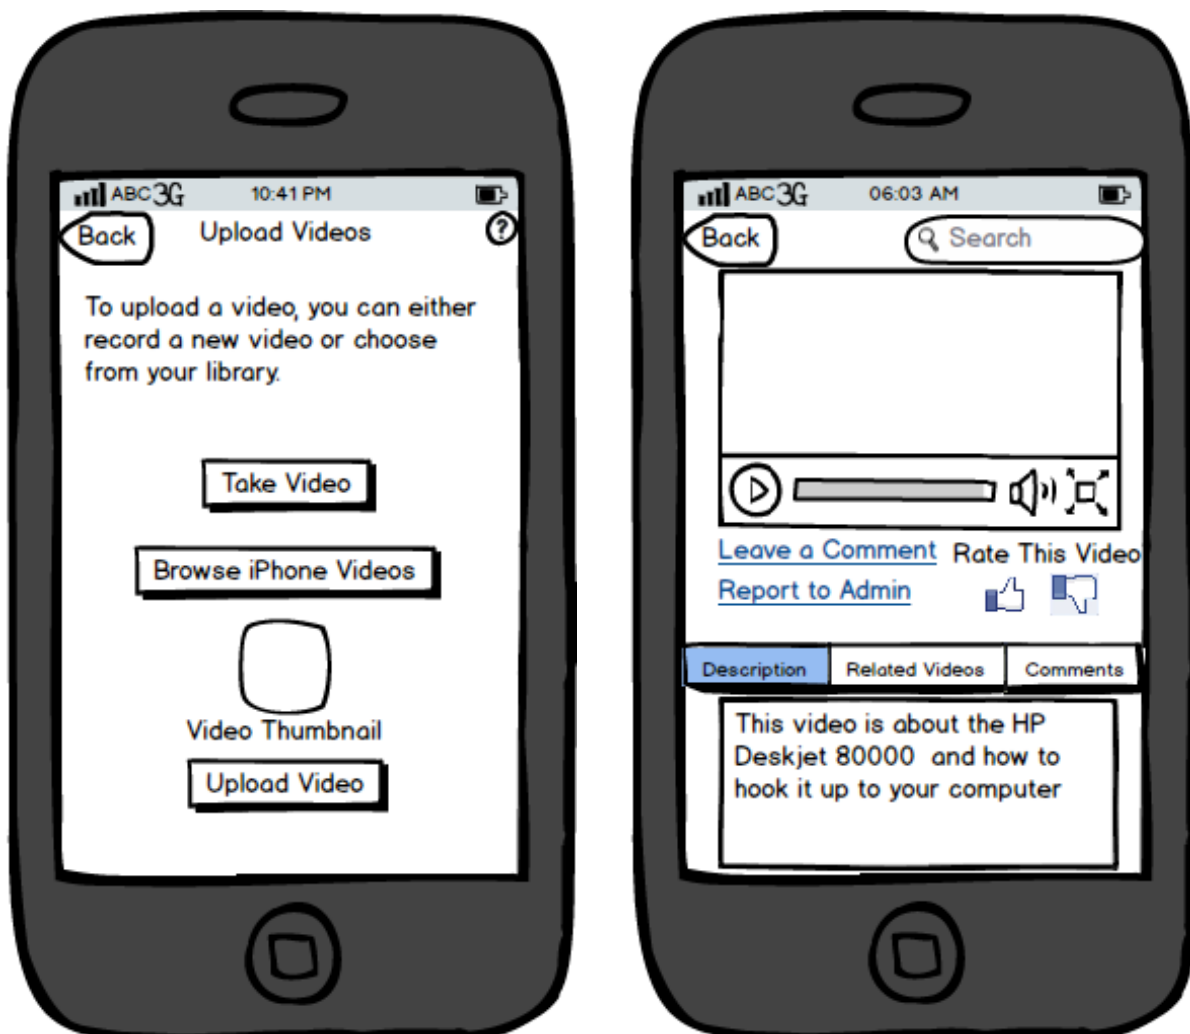 ABC 3G 10:41 PM
Back Upload Videos ?
To upload a video, you can either
record a new video or choose
from your library.
Take Video
Browse iPhone Videos
Video Thumbnail
Upload Video
ABC 3G 06:03 AM
Back Search
Leave a Comment Rate This Video
Report to Admin
Description Related Videos Comments
This video is about the HP
Deskjet 80000 and how to
hook it up to your computer